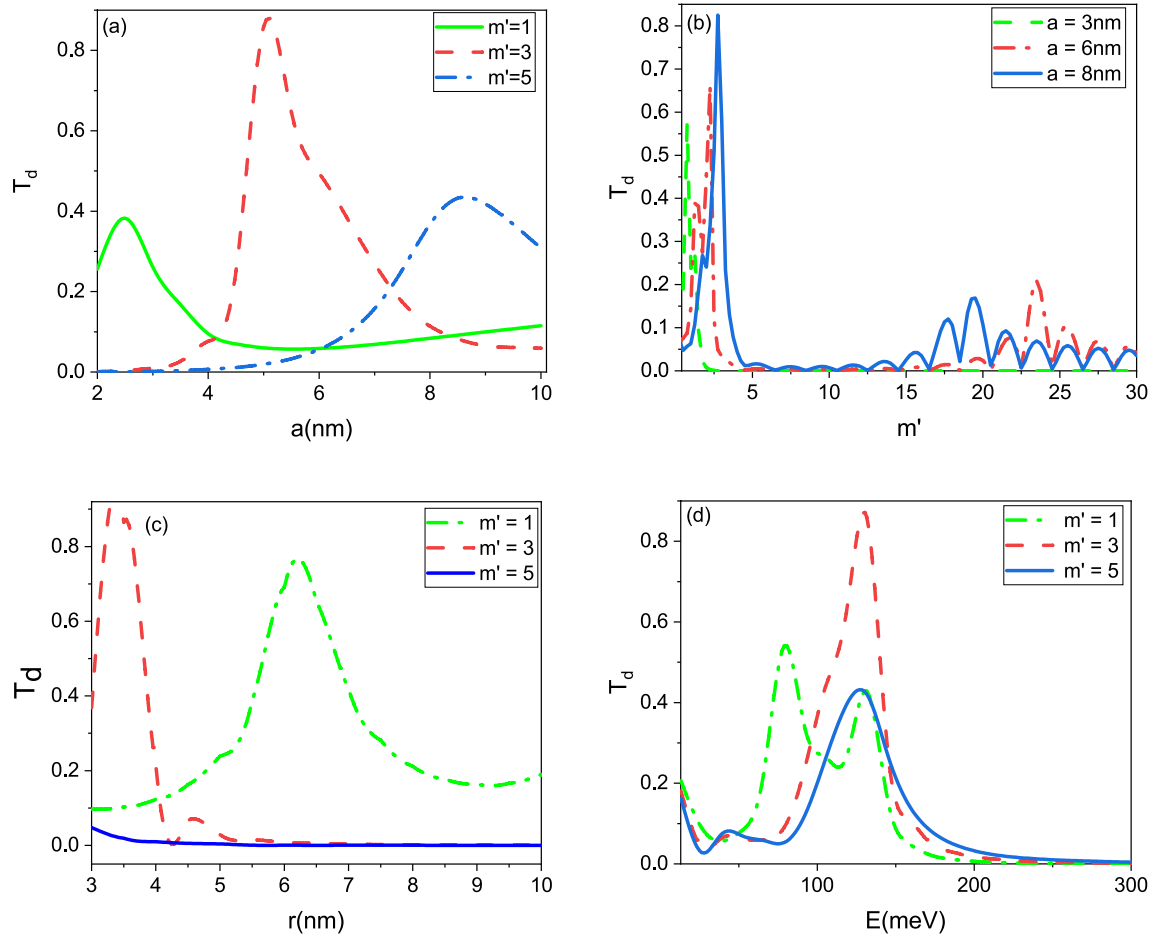 (a)
m'=1
m'=3
m'=5
0.8
0.6
0.4
0.2
0.0
T_d
2 4 6 8 10
a(nm)
(b)
a = 3nm
a = 6nm
a = 8nm
0.8
0.7
0.6
0.5
0.4
0.3
0.2
0.1
0.0
T_d
5 10 15 20 25 30
m'
(c)
m' = 1
m' = 3
m' = 5
0.8
0.6
0.4
0.2
0.0
Td
3 4 5 6 7 8 9 10
r(nm)
(d)
m' = 1
m' = 3
m' = 5
0.8
0.6
0.4
0.2
0.0
T_d
100 200 300
E(meV)